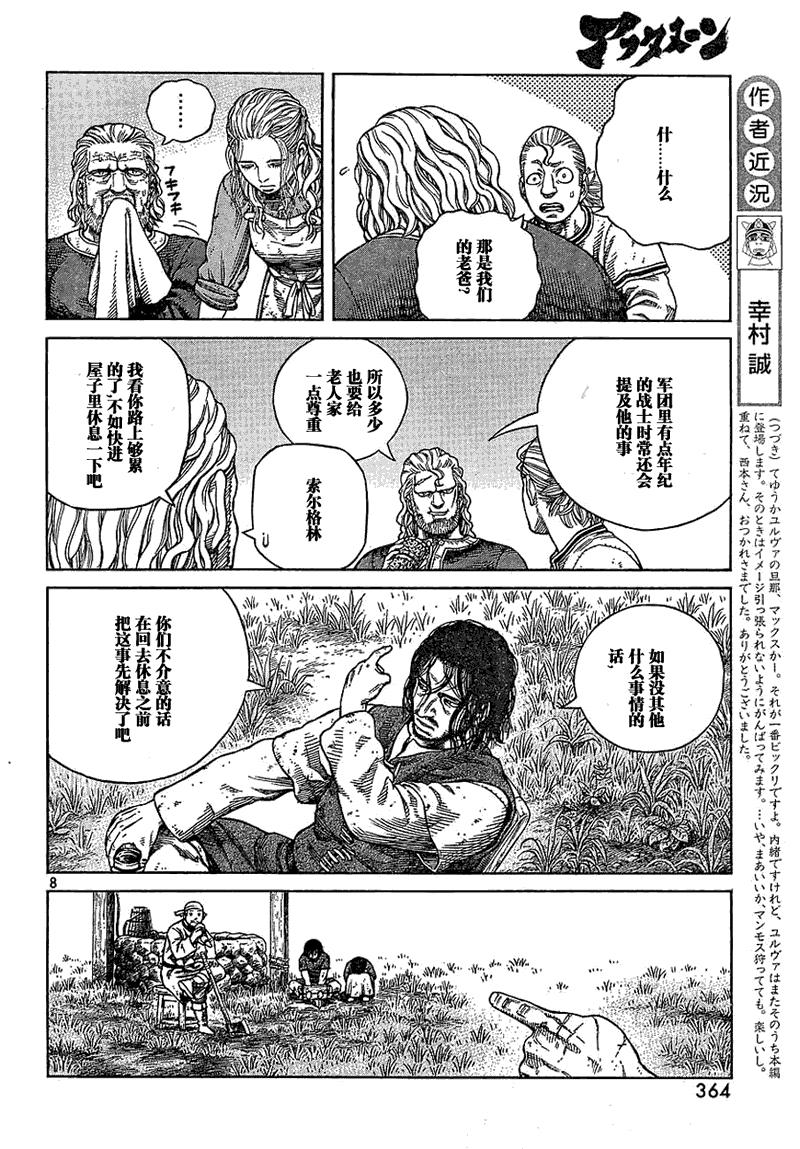 アフタヌーン
什……什么
那是我们
的老爸?
……
フキ
フキ
军团里有点年纪
的战士时常还会
提及他的事
所以多少
也要给
老人家
一点尊重
索尔格林
我看你路上够累
的了,不如快进
屋子里休息一下吧
如果没其他
什么事情的
话,
你们不介意的话
在回去休息之前
把这事先解决了吧
8
364
作者近況
幸村誠
(つづき)てゆうかユルヴァの旦那、マックスかー。それが一番ビックリですよ。内緒ですけれど、ユルヴァはまたそのうち本編
に登場します。そのときはイメージ引っ張られないようにがんばってみます。…いや、まあいいか、マンモス狩ってても。楽しいし。
重ねて、西本さん、おつかれさまでした。ありがとうございました。